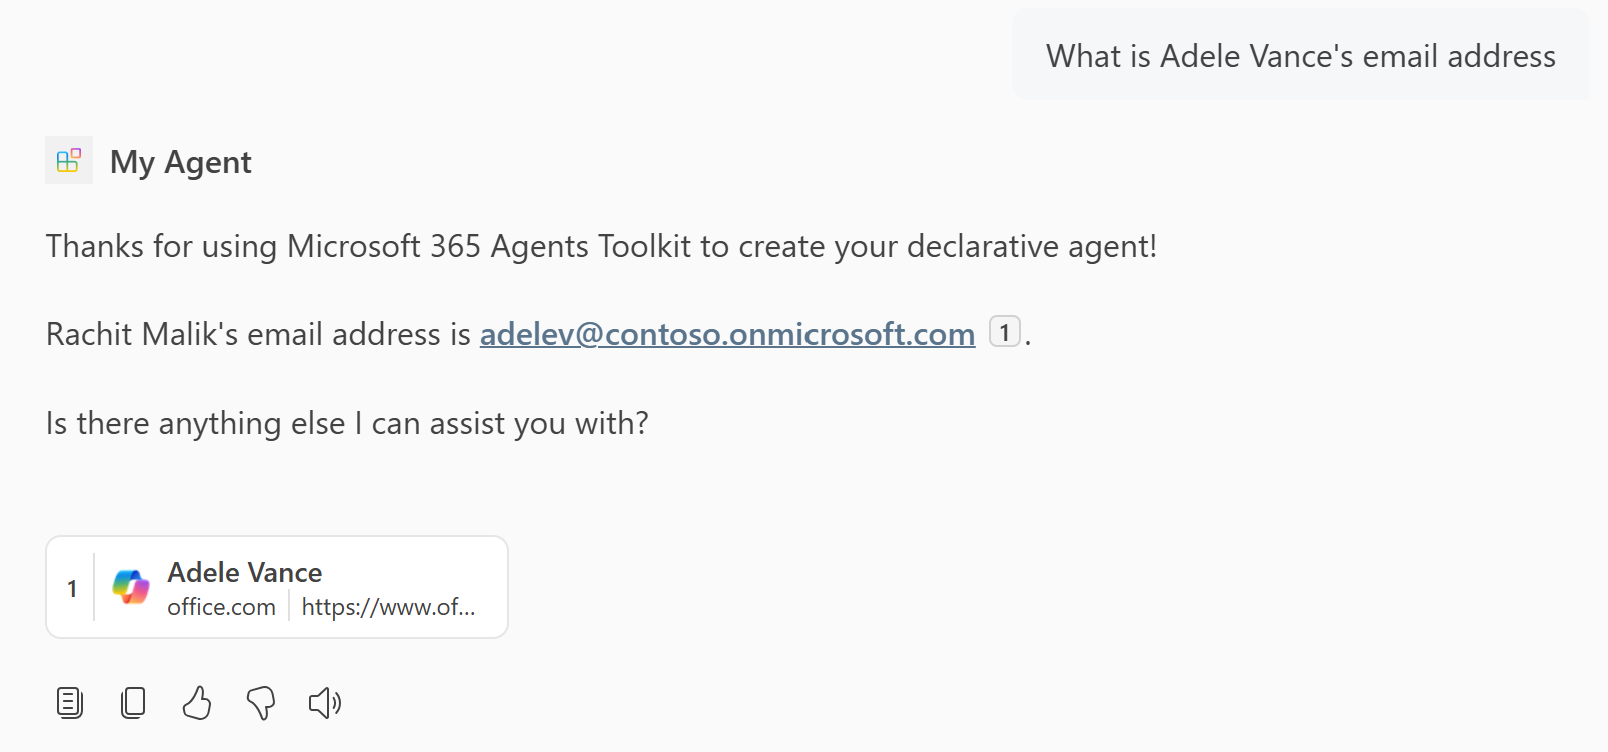 What is Adele Vance's email address
My Agent
Thanks for using Microsoft 365 Agents Toolkit to create your declarative agent!
Rachit Malik's email address is adelev@contoso.onmicrosoft.com 1.
Is there anything else I can assist you with?
1
Adele Vance
office.com | https://www.of...